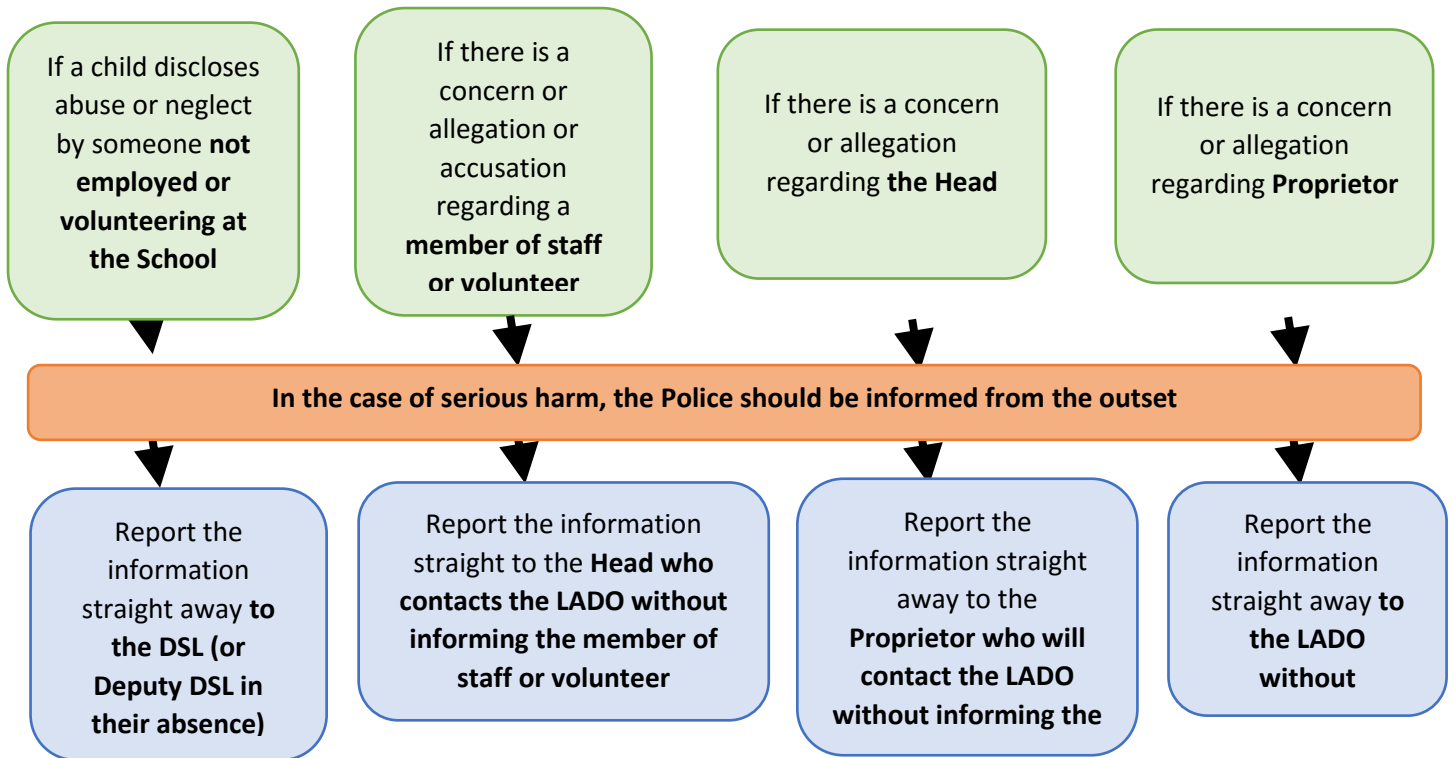 If a child discloses
abuse or neglect
by someone not
employed or
volunteering at
the School
If there is a
concern or
allegation or
accusation
regarding a
member of staff
or volunteer
If there is a concern
or allegation
regarding the Head
If there is a concern
or allegation
regarding Proprietor
In the case of serious harm, the Police should be informed from the outset
Report the
information
straight away to
the DSL (or
Deputy DSL in
their absence)
Report the information
straight to the Head who
contacts the LADO without
informing the member of
staff or volunteer
Report the
information straight
away to the
Proprietor who will
contact the LADO
without informing the
Report the
information
straight away to
the LADO
without